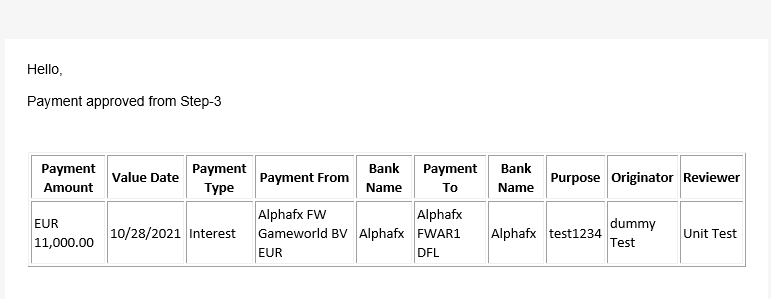 Hello,
Payment approved from Step-3
Payment Amount Value Date Payment Type Payment From Bank Name Payment To Bank Name Purpose Originator Reviewer
EUR 11,000.00 10/28/2021 Interest Alphafx FW Gameworld BV EUR Alphafx Alphafx FWAR1 DFL Alphafx test1234 dummy Test Unit Test